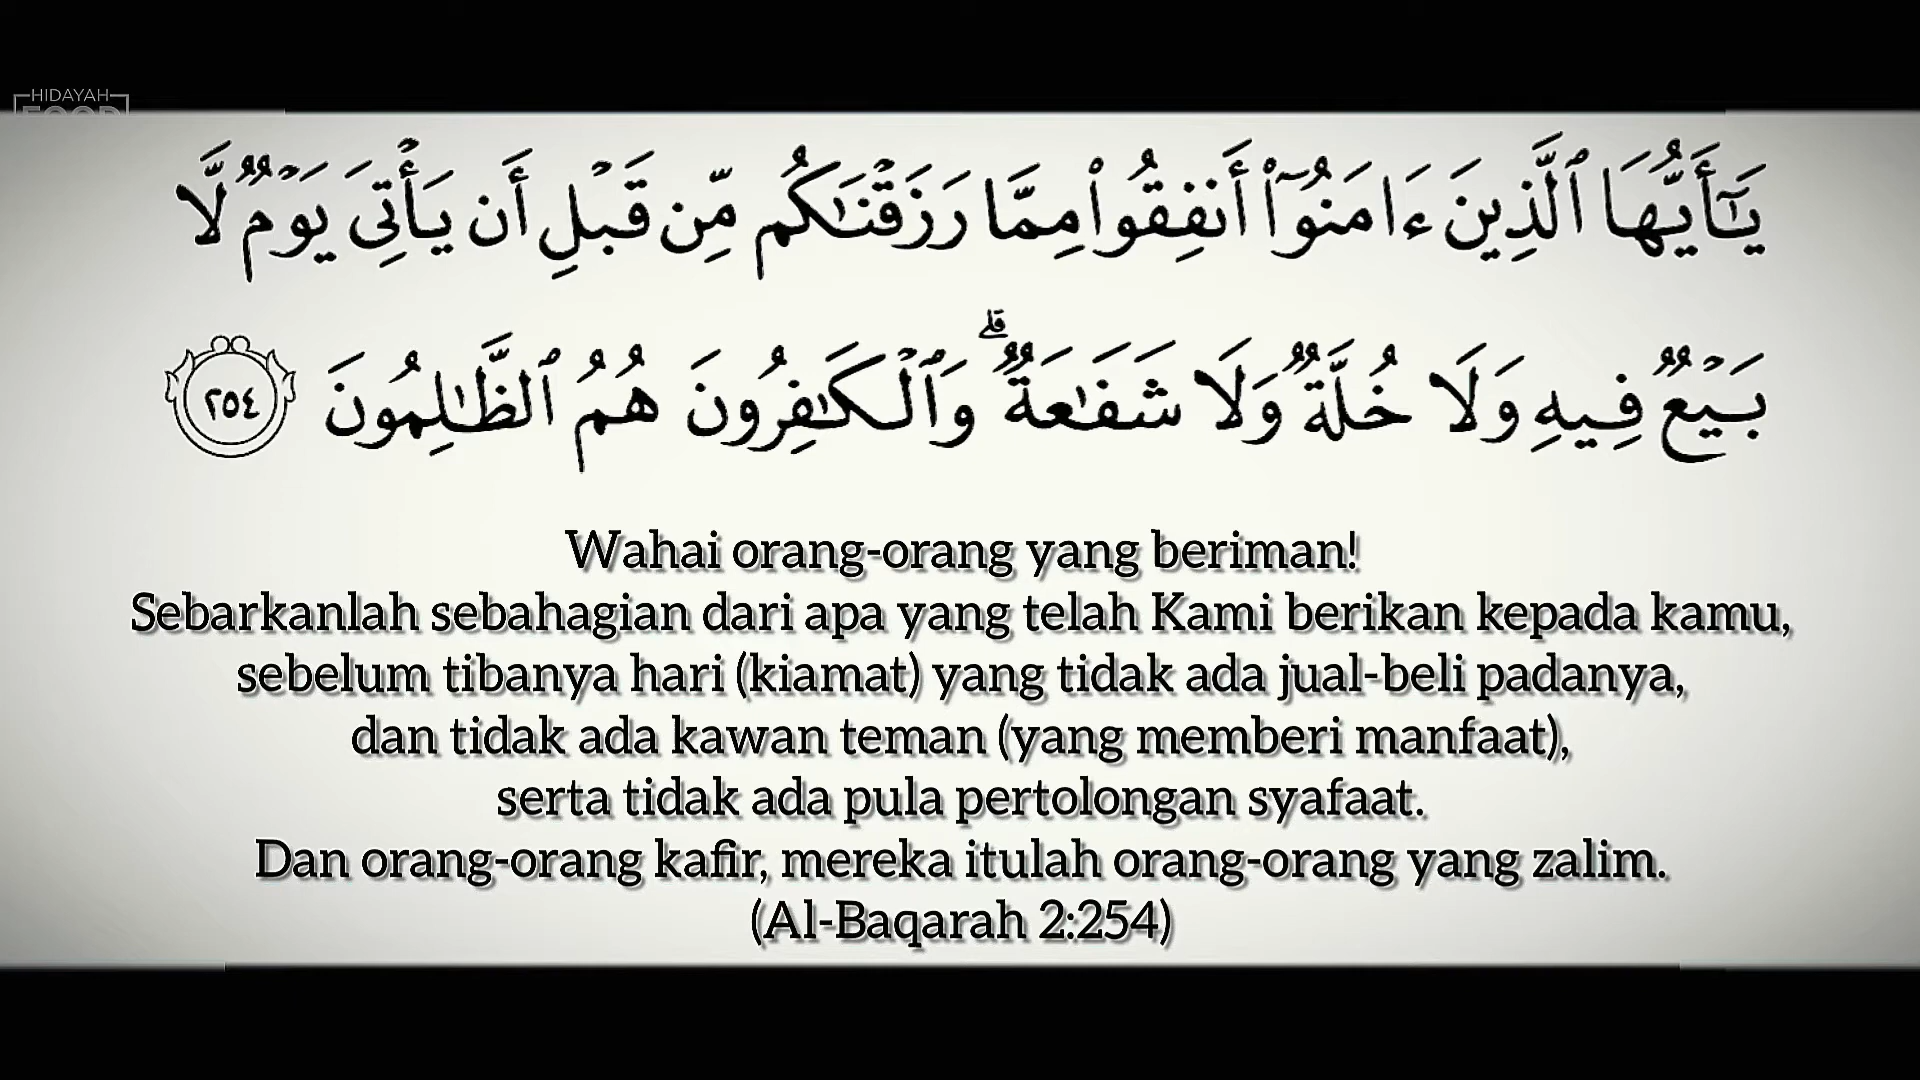 HIDAYAH
FOOD
يَـٰٓأَيُّهَا ٱلَّذِينَ ءَامَنُوٓا۟ أَنفِقُوا۟ مِمَّا رَزَقْنَـٰكُم مِّن قَبْلِ أَن يَأْتِىَ يَوْمٌ لَّا
بَيْعٌ فِيهِ وَلَا خُلَّةٌ وَلَا شَفَـٰعَةٌ ۗ وَٱلْكَـٰفِرُونَ هُمُ ٱلظَّـٰلِمُونَ ٢٥٤
Wahai orang-orang yang beriman!
Sebarkanlah sebahagian dari apa yang telah Kami berikan kepada kamu,
sebelum tibanya hari (kiamat) yang tidak ada jual-beli padanya,
dan tidak ada kawan teman (yang memberi manfaat),
serta tidak ada pula pertolongan syafaat.
Dan orang-orang kafir, mereka itulah orang-orang yang zalim.
(Al-Baqarah 2:254)